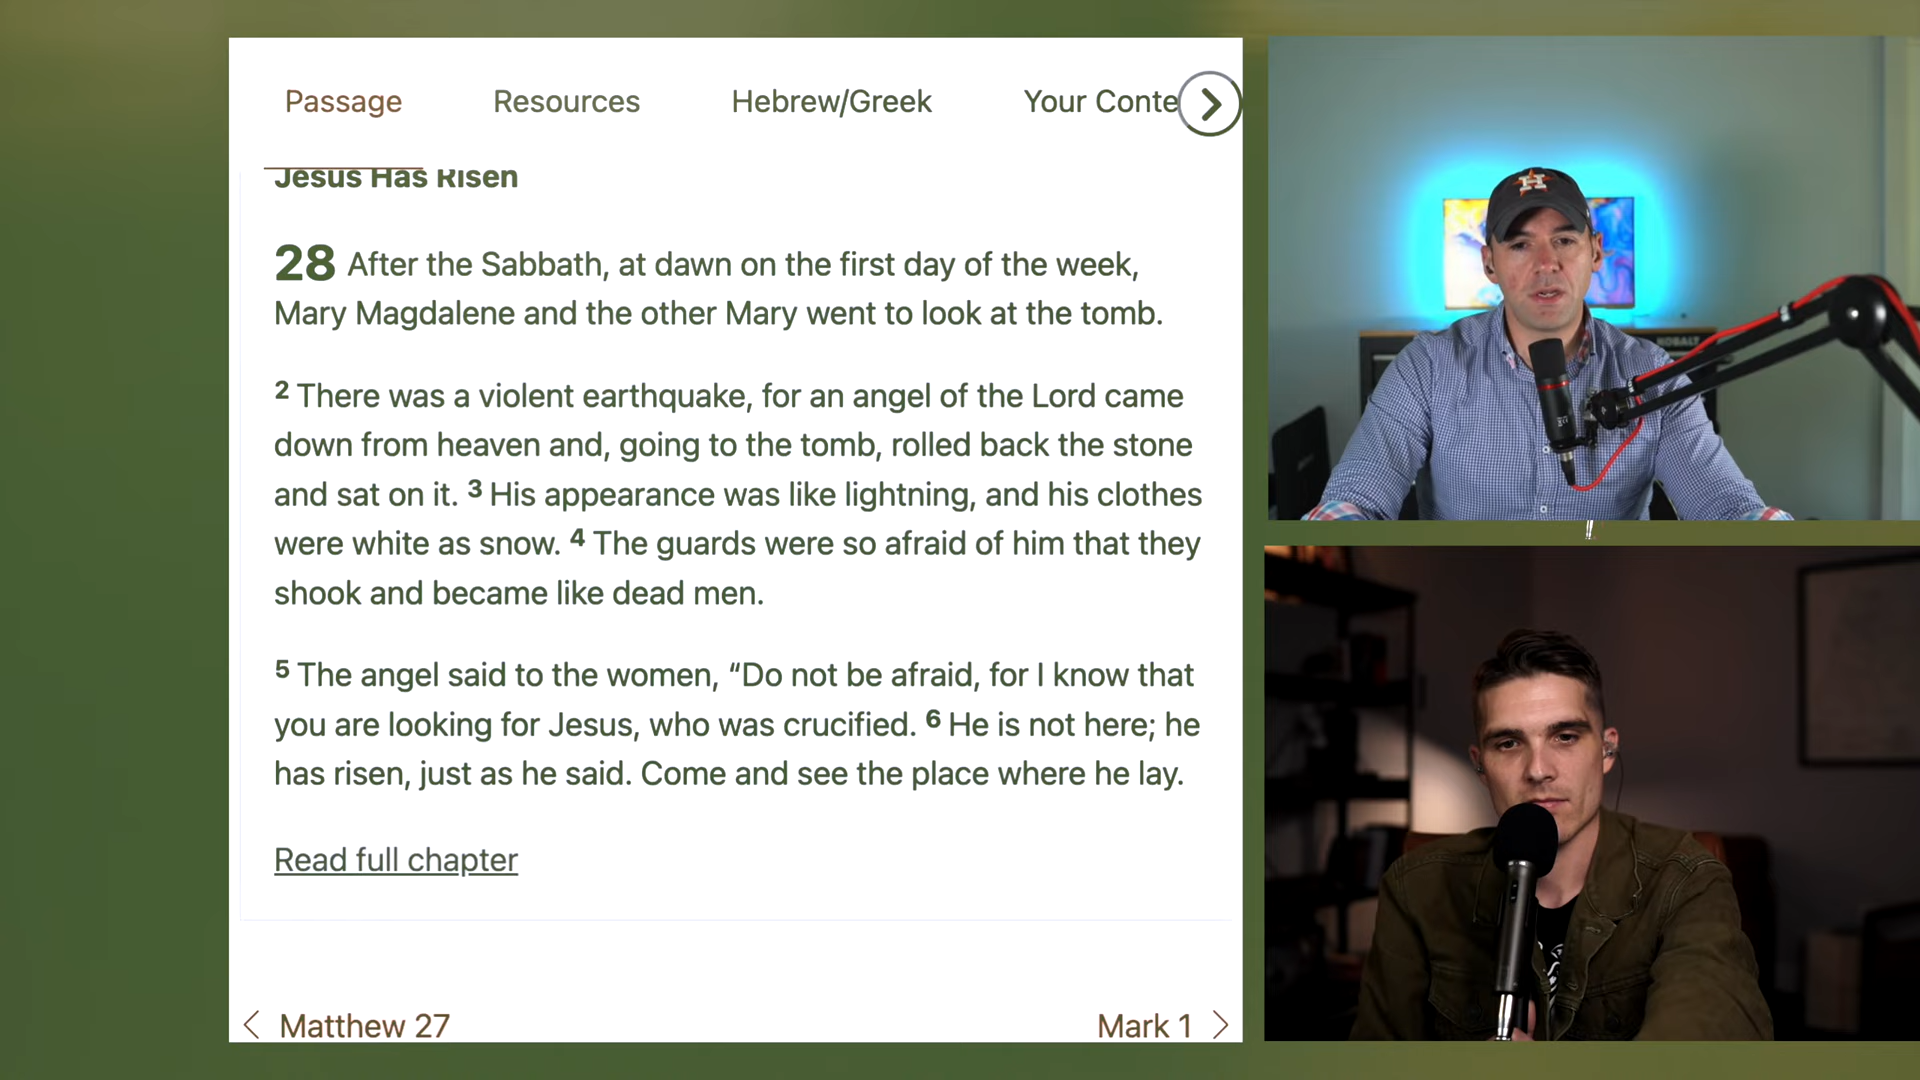 Passage Resources Hebrew/Greek Your Conte
Jesus Has Risen
28 After the Sabbath, at dawn on the first day of the week,
Mary Magdalene and the other Mary went to look at the tomb.
2 There was a violent earthquake, for an angel of the Lord came
down from heaven and, going to the tomb, rolled back the stone
and sat on it. 3 His appearance was like lightning, and his clothes
were white as snow. 4 The guards were so afraid of him that they
shook and became like dead men.
5 The angel said to the women, “Do not be afraid, for I know that
you are looking for Jesus, who was crucified. 6 He is not here; he
has risen, just as he said. Come and see the place where he lay.
Read full chapter
Matthew 27 Mark 1
H
KOBALT